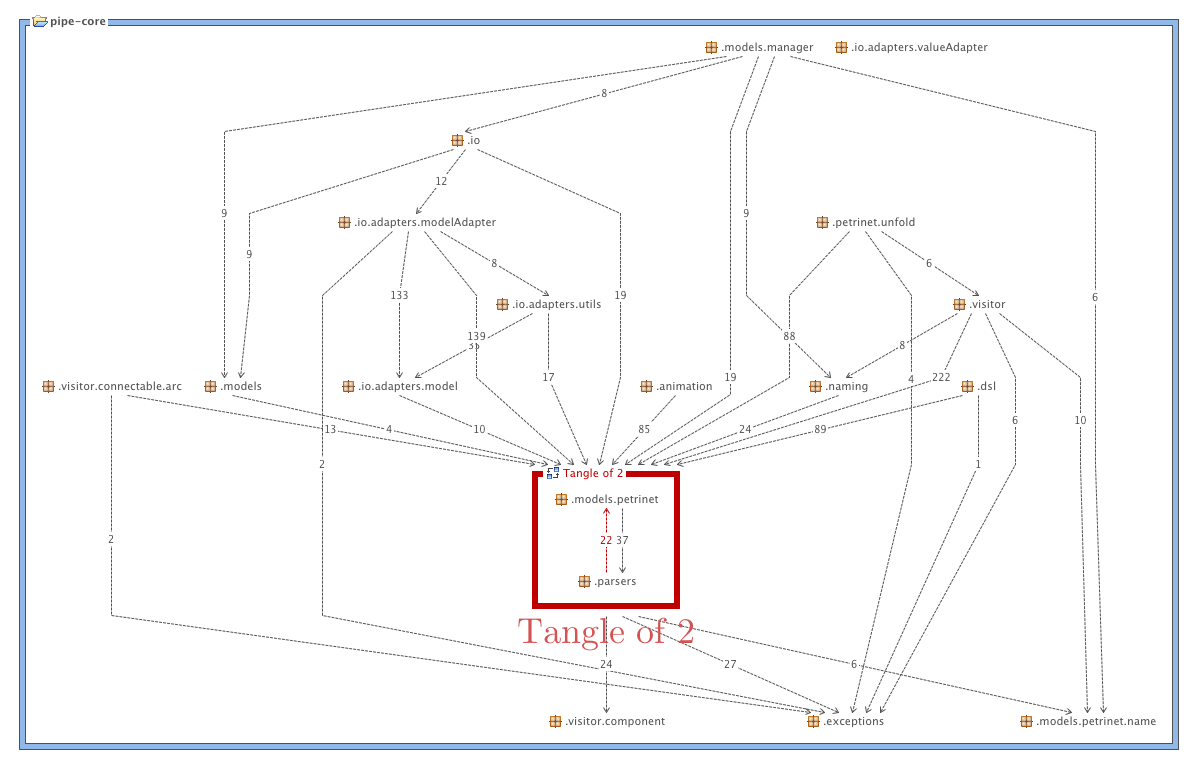 pipe-core
.models.manager
.io.adapters.valueAdapter
8
.io
12
9
9
9
.io.adapters.modelAdapter
.petrinet.unfold
8
6
133
19
6
.io.adapters.utils
.visitor
139
88
8
17
19
4
222
.visitor.connectable.arc
.models
.io.adapters.model
.animation
.naming
.dsl
13
4
10
85
24
89
6
10
2
1
Tangle of 2
.models.petrinet
2
22
37
.parsers
Tangle of 2
24
27
6
.visitor.component
.exceptions
.models.petrinet.name